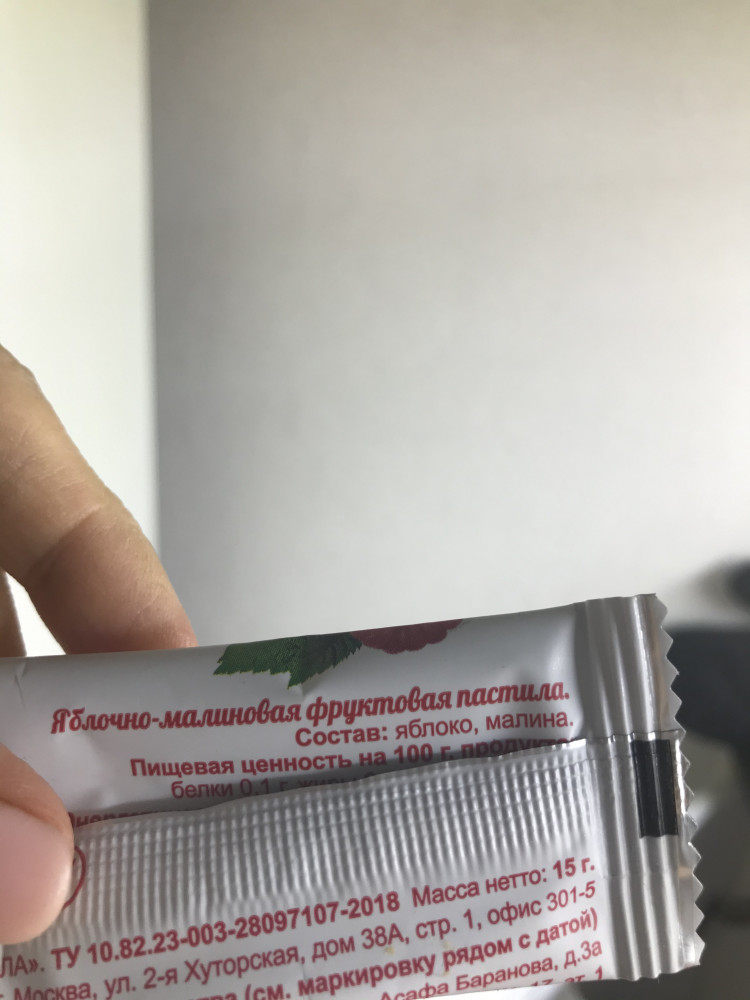 Яблочно-малиновая фруктовая пастила.
Состав: яблоко, малина.
Пищевая ценность на 100 г. продукта
белки 0,1 г.
ЛА». ТУ 10.82.23-003-28097107-2018 Масса нетто: 15 г.
Москва, ул. 2-я Хуторская, дом 38А, стр. 1, офис 301-5
(см. маркировку рядом с датой)
Асафа Баранова, д.3а